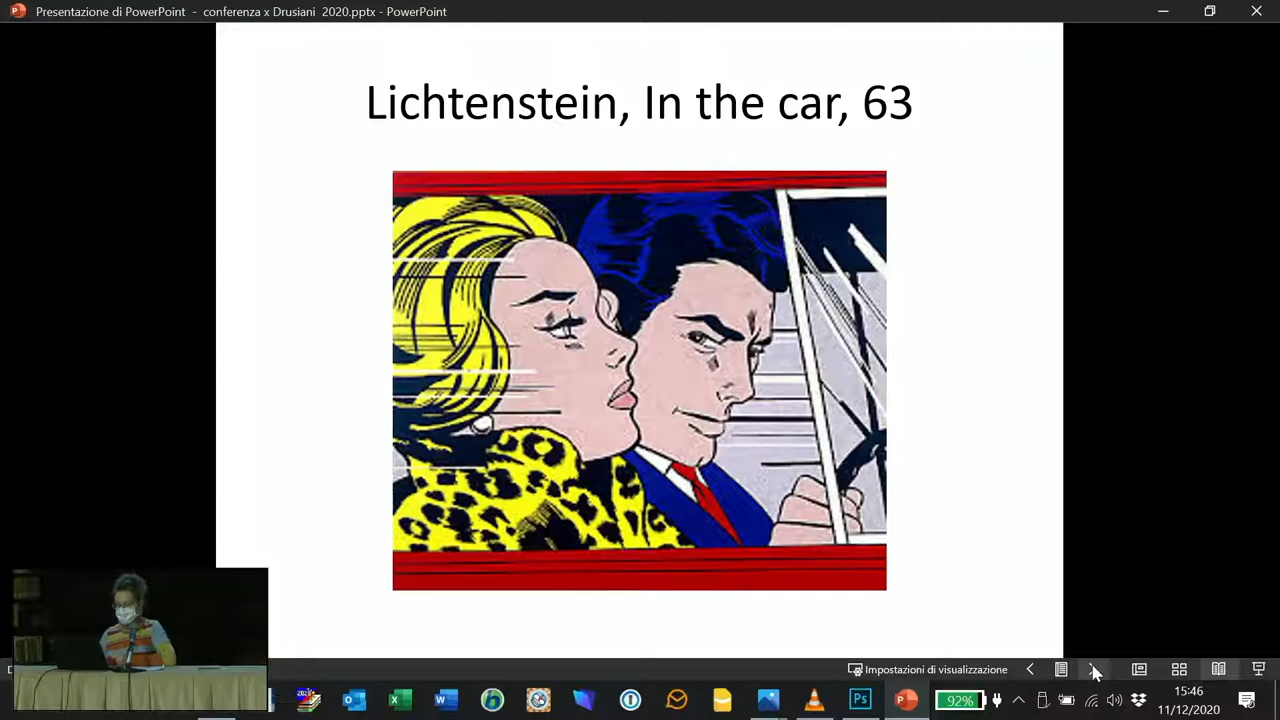 Presentazione di PowerPoint - conferenza x Drusiani 2020.pptx - PowerPoint
Lichtenstein, In the car, 63
Impostazioni di visualizzazione
Ps
92%
15:46
11/12/2020